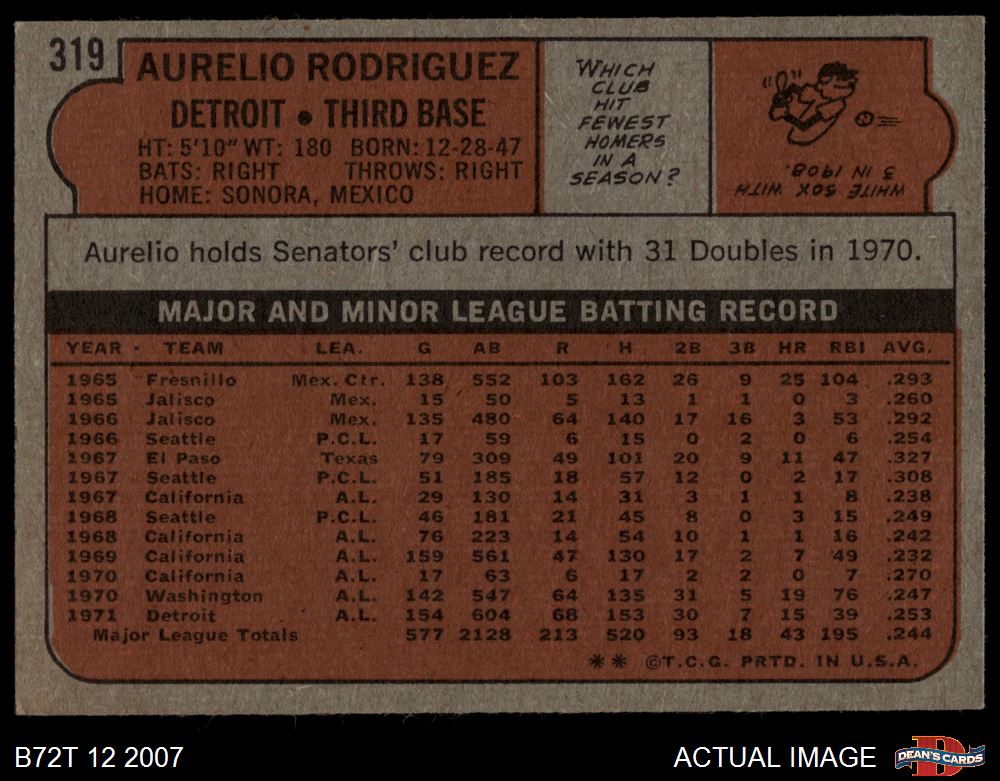 319
AURELIO RODRIGUEZ
DETROIT • THIRD BASE
HT: 5'10" WT: 180 BORN: 12-28-47
BATS: RIGHT THROWS: RIGHT
HOME: SONORA, MEXICO
WHICH
CLUB
HIT
FEWEST
HOMERS
IN A
SEASON?
WHITE SOX WITH
3 IN 1908.
Aurelio holds Senators' club record with 31 Doubles in 1970.
MAJOR AND MINOR LEAGUE BATTING RECORD
YEAR - TEAM LEA. G AB R H 2B 3B HR RBI AVG.
1965 Fresnillo Mex. Ctr. 138 552 103 162 26 9 25 104 .293
1965 Jalisco Mex. 15 50 5 13 1 1 0 3 .260
1966 Jalisco Mex. 135 480 64 140 17 16 3 53 .292
1966 Seattle P.C.L. 17 59 6 15 0 2 0 6 .254
1967 El Paso Texas 79 309 49 101 20 9 11 47 .327
1967 Seattle P.C.L. 51 185 18 57 12 0 2 17 .308
1967 California A.L. 29 130 14 31 3 1 1 8 .238
1968 Seattle P.C.L. 46 181 21 45 8 0 3 15 .249
1968 California A.L. 76 223 14 54 10 1 1 16 .242
1969 California A.L. 159 561 47 130 17 2 7 49 .232
1970 California A.L. 17 63 6 17 2 2 0 7 .270
1970 Washington A.L. 142 547 64 135 31 5 19 76 .247
1971 Detroit A.L. 154 604 68 153 30 7 15 39 .253
Major League Totals 577 2128 213 520 93 18 43 195 .244
** ©T.C.G. PRTD. IN U.S.A.
B72T 12 2007
ACTUAL IMAGE
D
DEAN'S CARDS